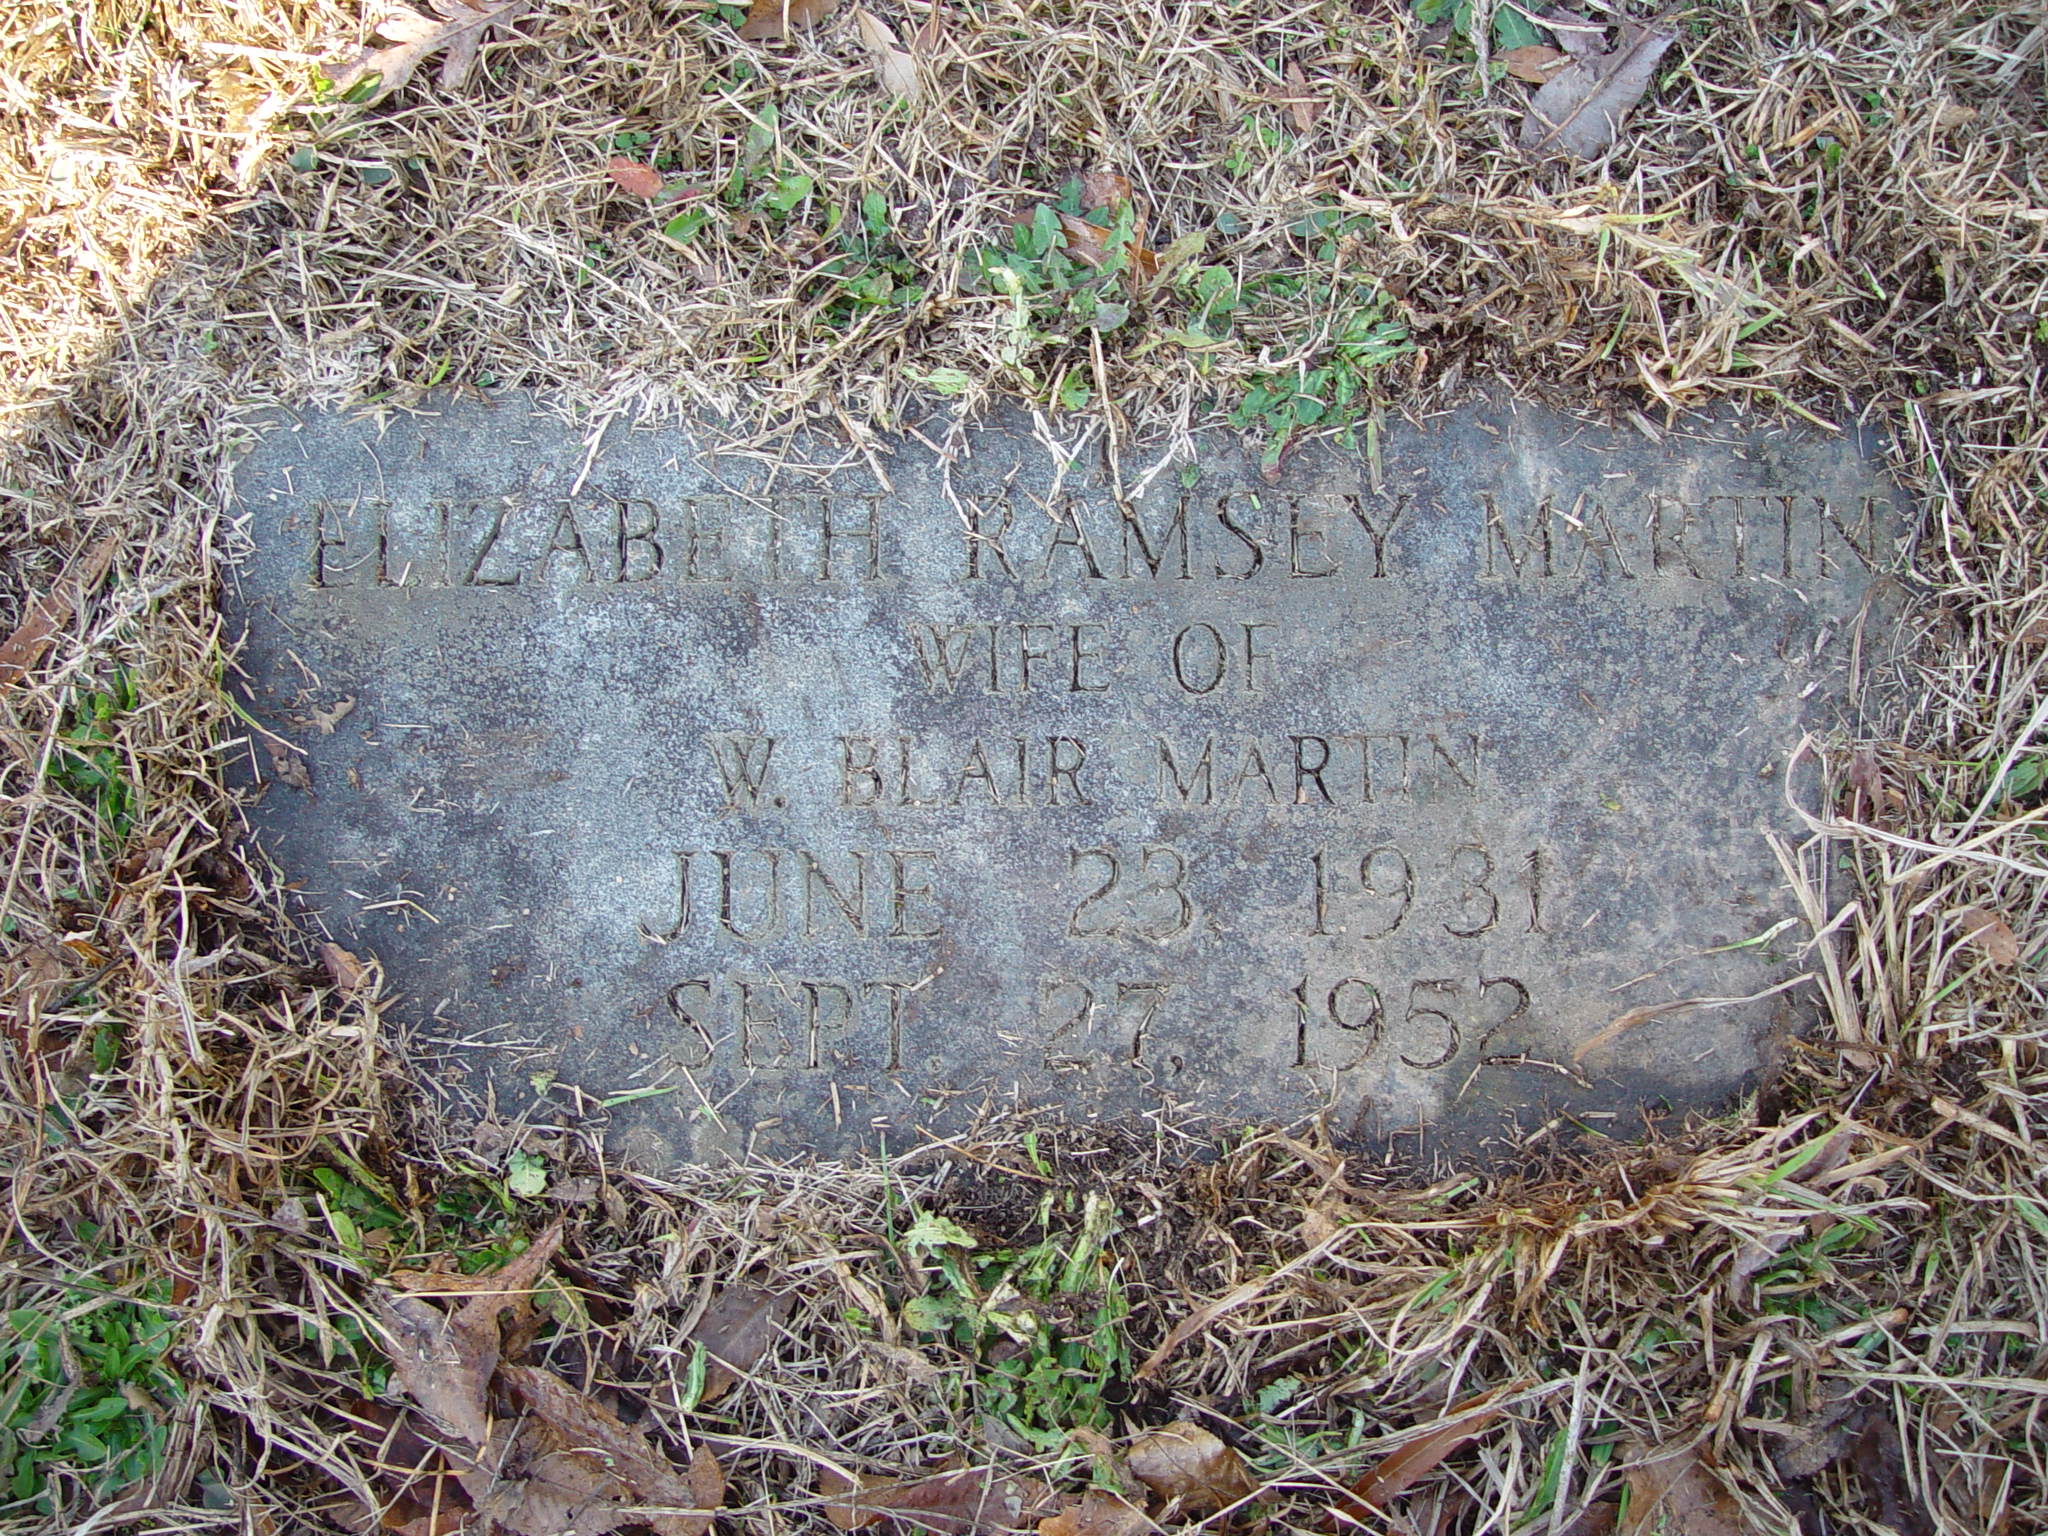 ELIZABETH RAMSEY MARTIN
WIFE OF
W. BLAIR MARTIN
JUNE 23, 1931
SEPT. 27, 1952